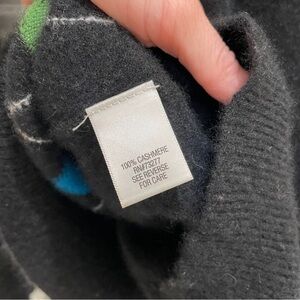 100% CASHMERE
RN#73277
SEE REVERSE
FOR CARE